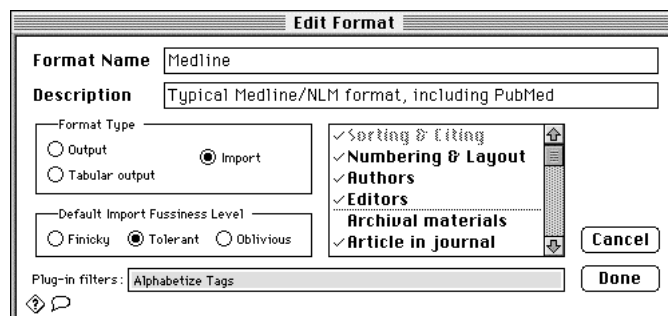 Edit Format
Format Name Medline
Description Typical Medline/NLM format, including PubMed
Format Type
Output
Import
Tabular output
Default Import Fussiness Level
Finicky Tolerant Oblivious
Sorting & Citing
Numbering & Layout
Authors
Editors
Archival materials
Article in journal
Cancel
Plug-in filters: Alphabetize Tags
Done